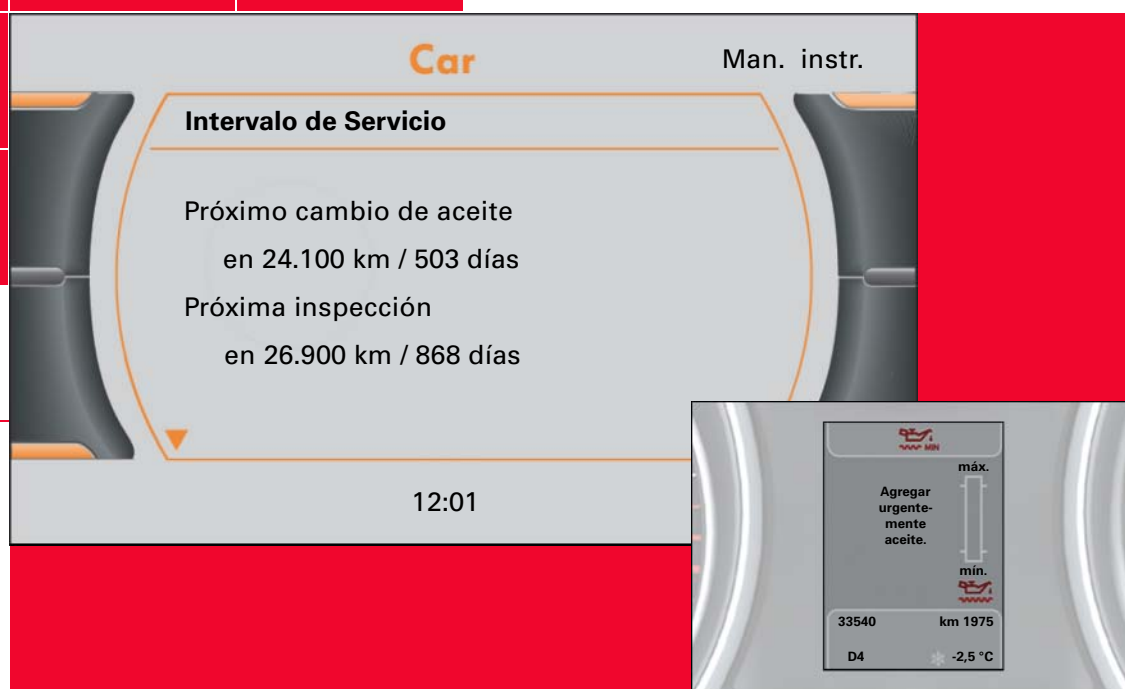 Car
Man. instr.
Intervalo de Servicio
Próximo cambio de aceite
en 24.100 km / 503 días
Próxima inspección
en 26.900 km / 868 días
12:01
MIN
máx.
Agregar
urgente-
mente
aceite.
mín.
33540 km 1975
D4 -2,5 °C